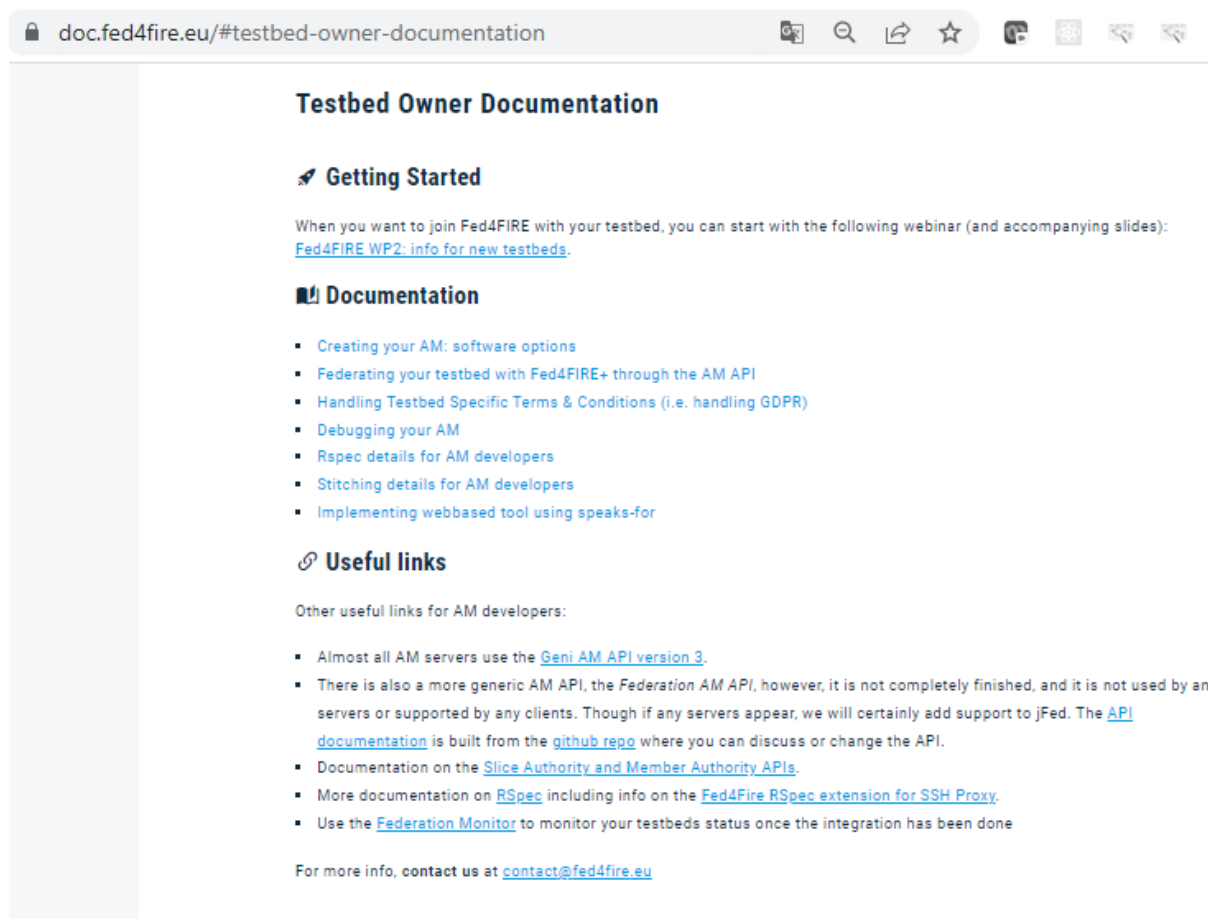 doc.fed4fire.eu/#testbed-owner-documentation
Testbed Owner Documentation
Getting Started
When you want to join Fed4FIRE with your testbed, you can start with the following webinar (and accompanying slides):
Fed4FIRE WP2: info for new testbeds.
Documentation
Creating your AM: software options
Federating your testbed with Fed4FIRE+ through the AM API
Handling Testbed Specific Terms & Conditions (i.e. handling GDPR)
Debugging your AM
Rspec details for AM developers
Stitching details for AM developers
Implementing webbased tool using speaks-for
Useful links
Other useful links for AM developers:
Almost all AM servers use the Geni AM API version 3.
There is also a more generic AM API, the Federation AM API, however, it is not completely finished, and it is not used by an
servers or supported by any clients. Though if any servers appear, we will certainly add support to jFed. The API
documentation is built from the github repo where you can discuss or change the API.
Documentation on the Slice Authority and Member Authority APIs.
More documentation on RSpec including info on the Fed4Fire RSpec extension for SSH Proxy.
Use the Federation Monitor to monitor your testbeds status once the integration has been done
For more info, contact us at contact@fed4fire.eu